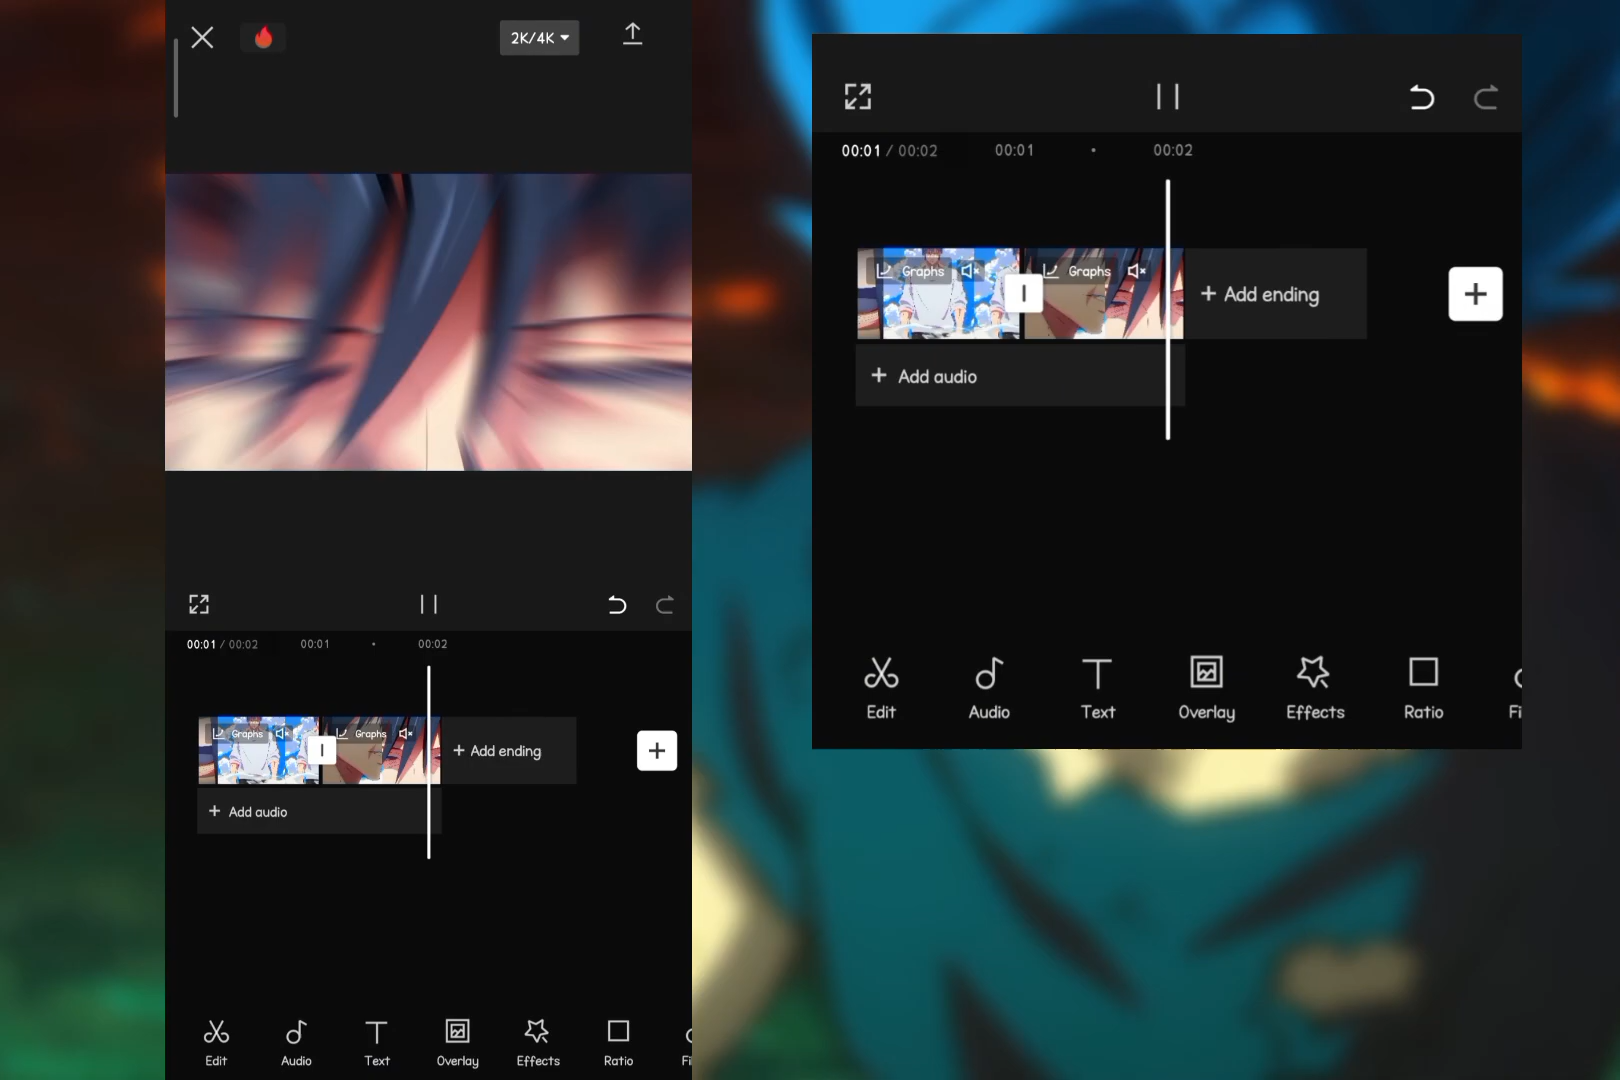 2K/4K
00:01 / 00:02 00:01 00:02
Graphs Graphs
+ Add ending
+ Add audio
Edit Audio Text Overlay Effects Ratio Fi
00:01 / 00:02 00:01 00:02
Graphs Graphs
+ Add ending
+ Add audio
Edit Audio Text Overlay Effects Ratio Fi